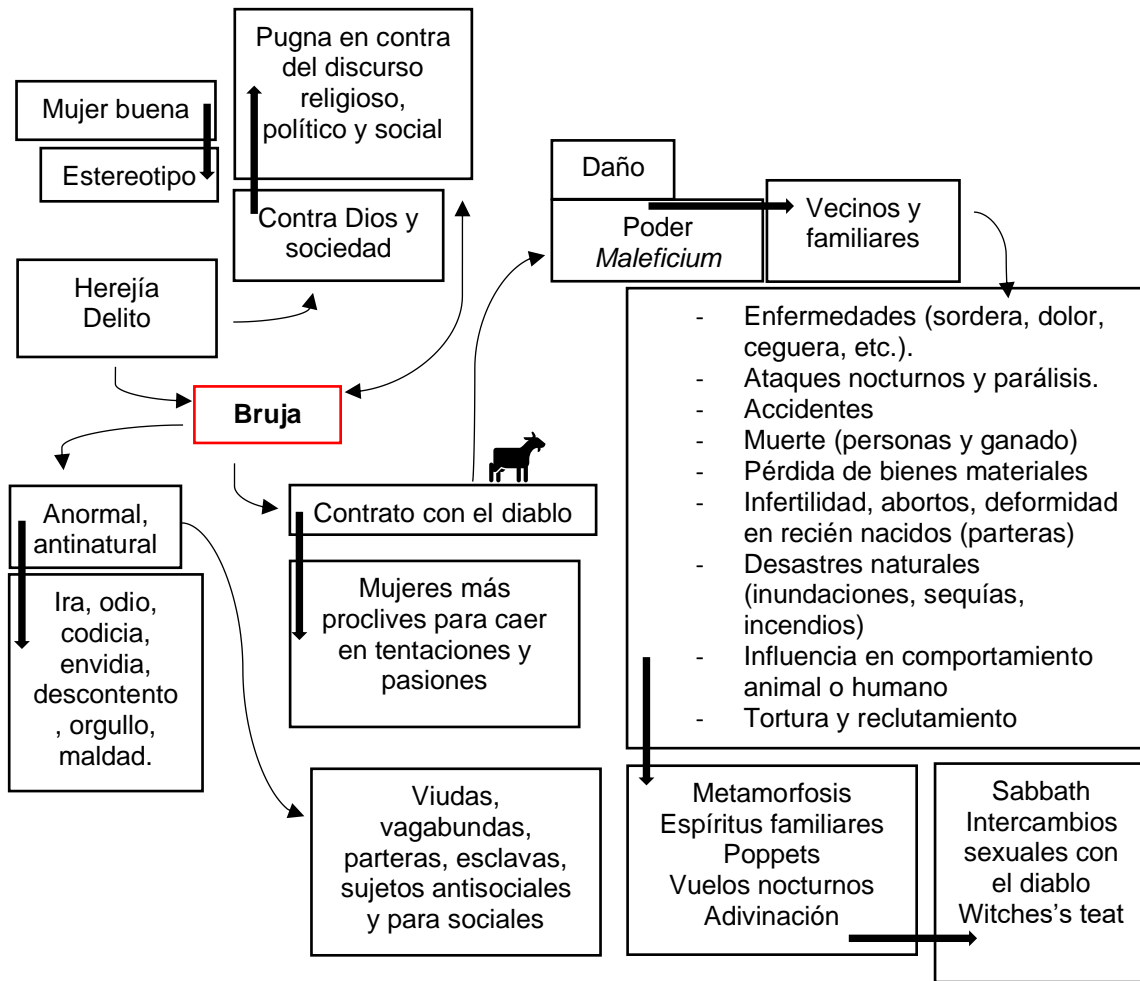 Pugna en contra
del discurso
religioso,
político y social
Mujer buena
Estereotipo
Contra Dios y
sociedad
Daño
Poder
Maleficium
Vecinos y
familiares
Herejía
Delito
Bruja
- Enfermedades (sordera, dolor,
ceguera, etc.).
- Ataques nocturnos y parálisis.
- Accidentes
- Muerte (personas y ganado)
- Pérdida de bienes materiales
- Infertilidad, abortos, deformidad
en recién nacidos (parteras)
- Desastres naturales
(inundaciones, sequías,
incendios)
- Influencia en comportamiento
animal o humano
- Tortura y reclutamiento
Anormal,
antinatural
Contrato con el diablo
Ira, odio,
codicia,
envidia,
descontento
, orgullo,
maldad.
Mujeres más
proclives para caer
en tentaciones y
pasiones
Viudas,
vagabundas,
parteras, esclavas,
sujetos antisociales
y para sociales
Metamorfosis
Espíritus familiares
Poppets
Vuelos nocturnos
Adivinación
Sabbath
Intercambios
sexuales con
el diablo
Witches's teat